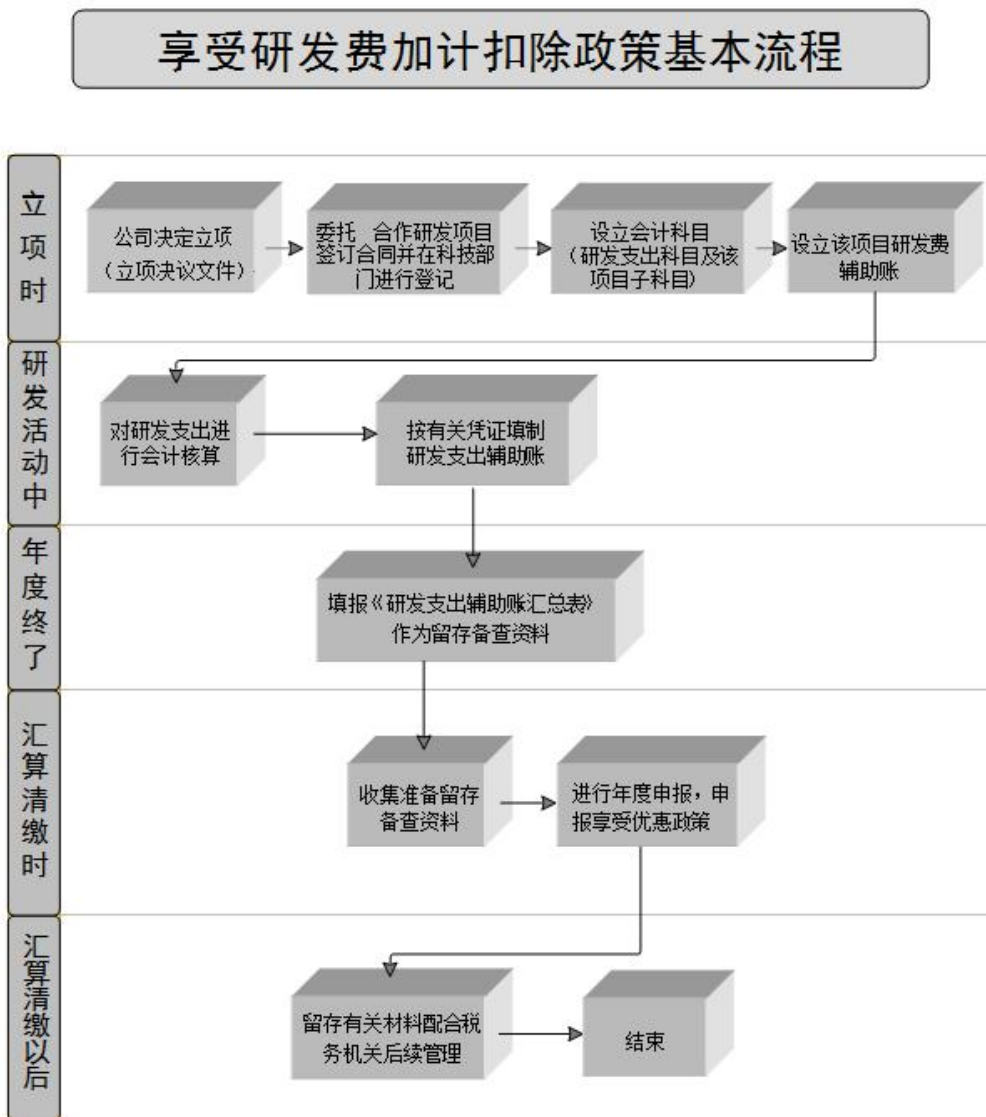 享受研发费加计扣除政策基本流程
立项时
公司决定立项
（立项决议文件）
委托 合作研发项目
签订合同并在科技部
门进行登记
设立会计科目
（研发支出科目及该
项目子科目）
设立该项目研发费
辅助账
研发活动中
对研发支出进
行会计核算
按有关凭证填制
研发支出辅助账
年度终了
填报《研发支出辅助账汇总表》
作为留存备查资料
汇算清缴时
收集准备留存
备查资料
进行年度申报，申
报享受优惠政策
汇算清缴以后
留存有关材料配合税
务机关后续管理
结束